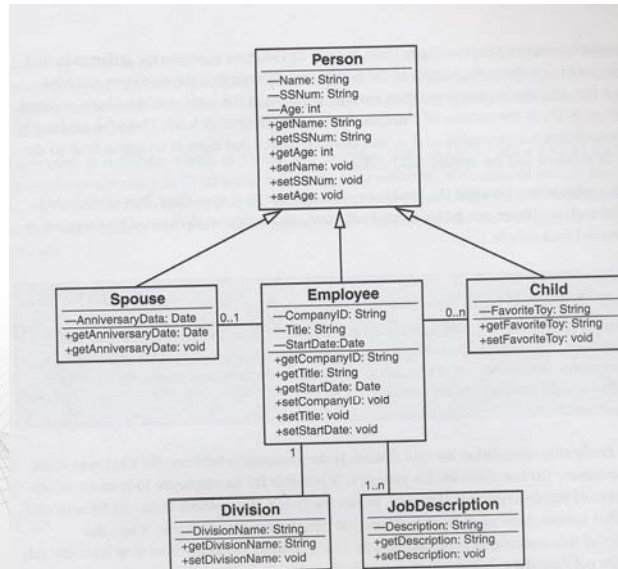 Person
—Name: String
—SSNum: String
—Age: int
+getName: String
+getSSNum: String
+getAge: int
+setName: void
+setSSNum: void
+setAge: void
Spouse
—AnniversaryData: Date
+getAnniversaryDate: Date
+getAnniversaryDate: void
0..1
Employee
—CompanyID: String
—Title: String
—StartDate:Date
+getCompanyID: String
+getTitle: String
+getStartDate: Date
+setCompanyID: void
+setTitle: void
+setStartDate: void
0..n
Child
—FavoriteToy: String
+getFavoriteToy: String
+setFavoriteToy: void
1
1..n
Division
—DivisionName: String
+getDivisionName: String
+setDivisionName: void
JobDescription
—Description: String
+getDescription: String
+setDescription: void